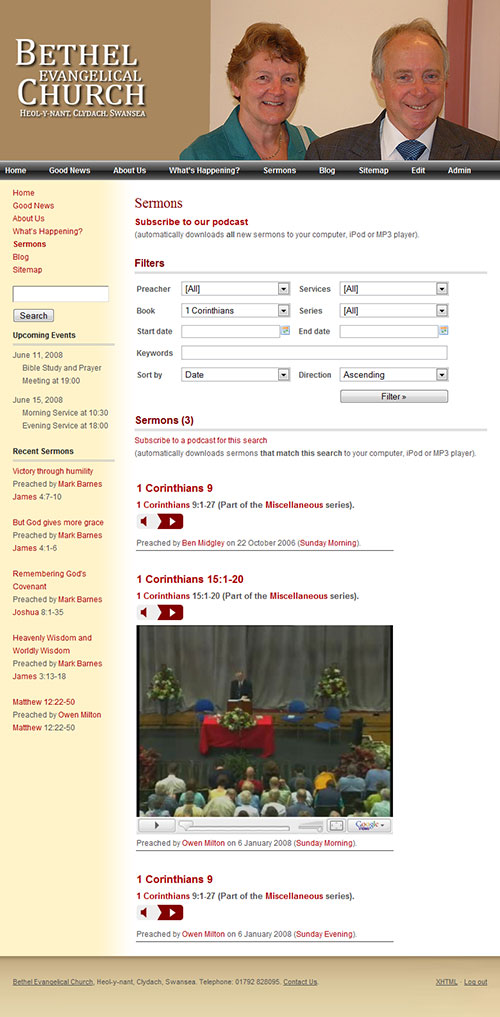 BETHEL
EVANGELICAL
CHURCH
HEOL-Y-NANT, CLYDACH, SWANSEA
Home Good News About Us What's Happening? Sermons Blog Sitemap Edit Admin
Home
Good News
About Us
What's Happening?
Sermons
Blog
Sitemap
Search
Upcoming Events
June 11, 2008
Bible Study and Prayer
Meeting at 19:00
June 15, 2008
Morning Service at 10:30
Evening Service at 18:00
Recent Sermons
Victory through humility
Preached by Mark Barnes
James 4:7-10
But God gives more grace
Preached by Mark Barnes
James 4:1-6
Remembering God's
Covenant
Preached by Mark Barnes
Joshua 8:1-35
Heavenly Wisdom and
Worldly Wisdom
Preached by Mark Barnes
James 3:13-18
Matthew 12:22-50
Preached by Owen Milton
Matthew 12:22-50
Sermons
Subscribe to our podcast
(automatically downloads all new sermons to your computer, iPod or MP3 player).
Filters
Preacher [All] Services [All]
Book 1 Corinthians Series [All]
Start date End date
Keywords
Sort by Date Direction Ascending
Filter »
Sermons (3)
Subscribe to a podcast for this search
(automatically downloads sermons that match this search to your computer, iPod or MP3 player).
1 Corinthians 9
1 Corinthians 9:1-27 (Part of the Miscellaneous series).
Preached by Ben Midgley on 22 October 2006 (Sunday Morning).
1 Corinthians 15:1-20
1 Corinthians 15:1-20 (Part of the Miscellaneous series).
Google
Preached by Owen Milton on 6 January 2008 (Sunday Morning).
1 Corinthians 9
1 Corinthians 9:1-27 (Part of the Miscellaneous series).
Preached by Owen Milton on 6 January 2008 (Sunday Evening).
Bethel Evangelical Church, Heol-y-nant, Clydach, Swansea. Telephone: 01792 828095. Contact Us. XHTML · Log out